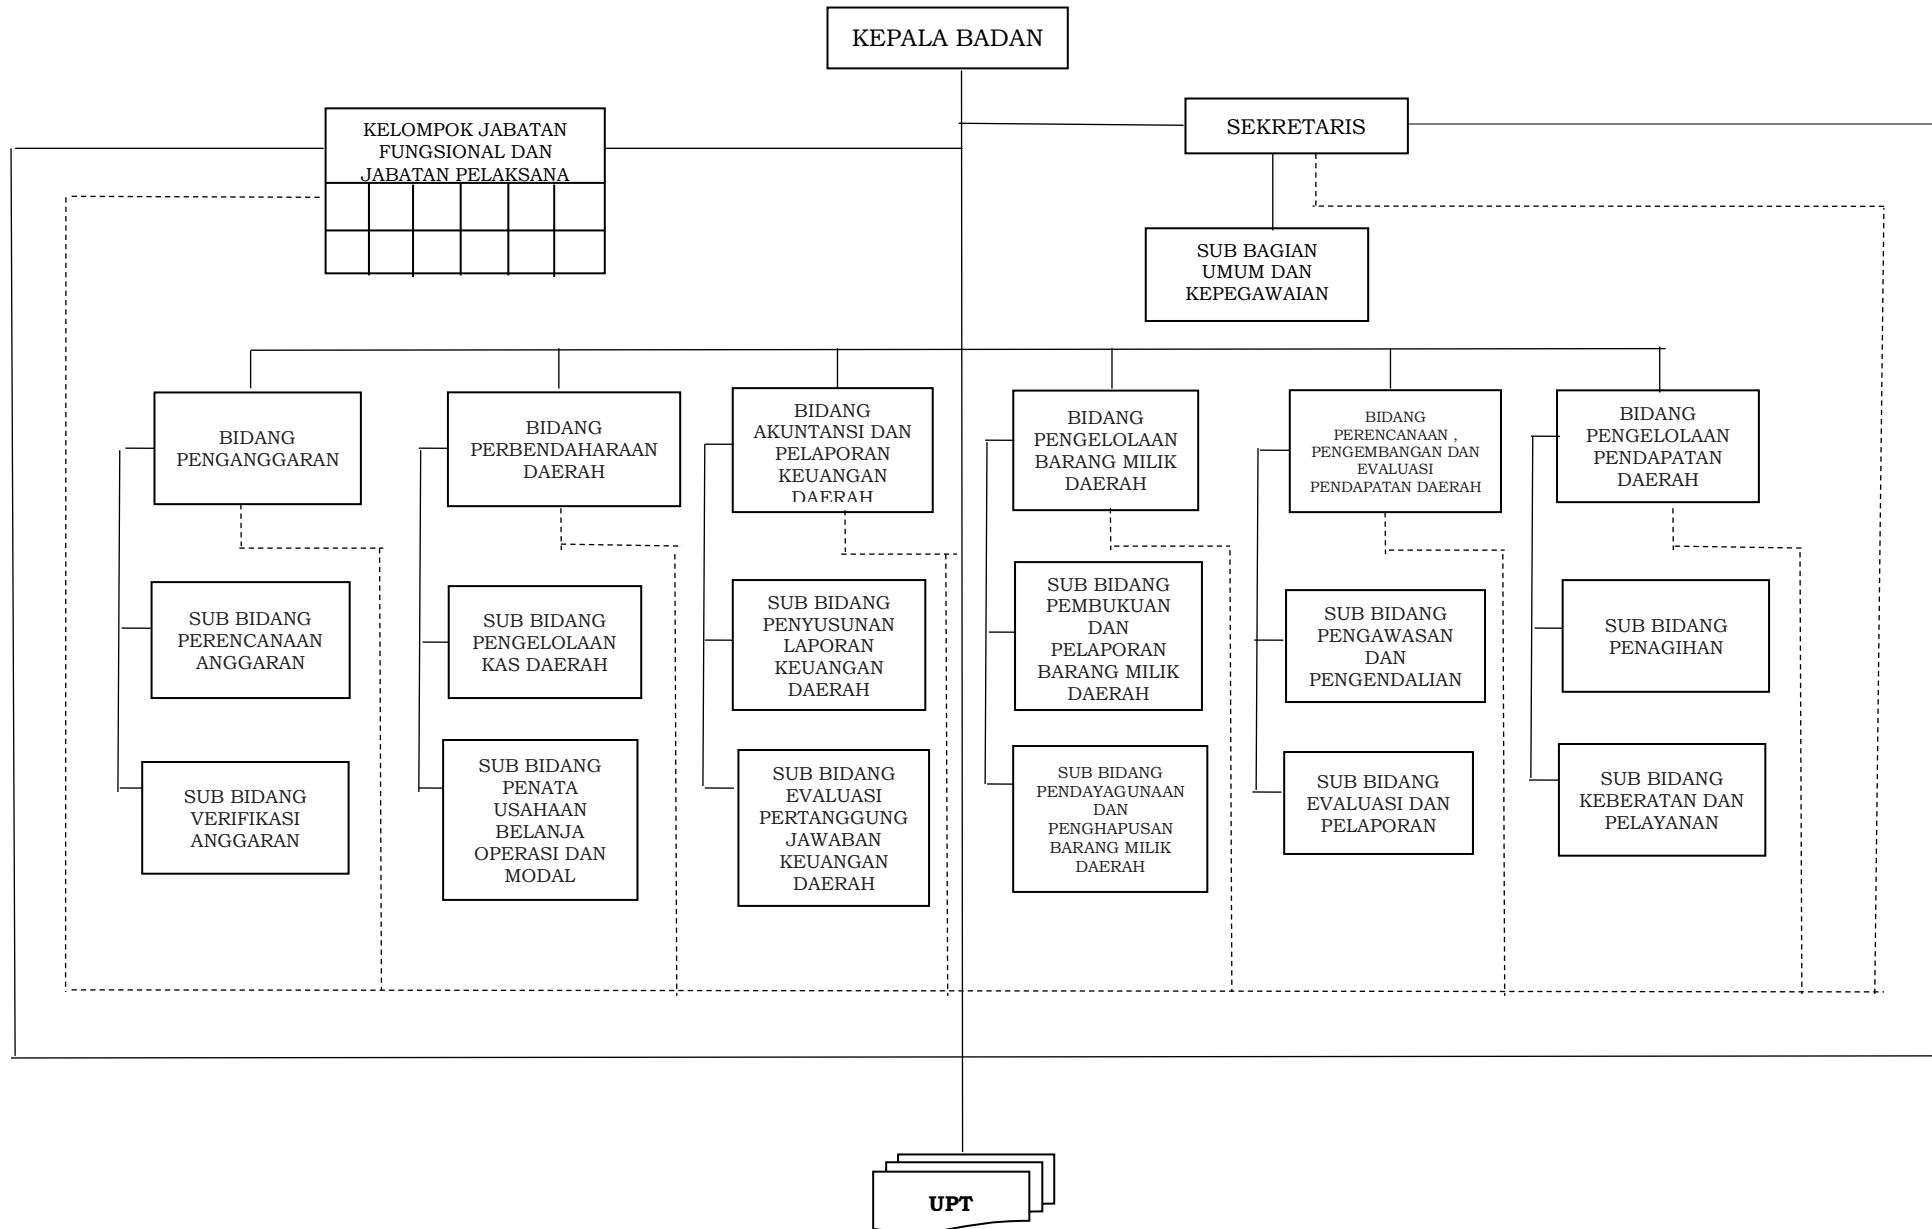 KEPALA BADAN
KELOMPOK JABATAN
FUNGSIONAL DAN
JABATAN PELAKSANA
SEKRETARIS
SUB BAGIAN
UMUM DAN
KEPEGAWAIAN
BIDANG
PENGANGGARAN
BIDANG
PERBENDAHARAAN
DAERAH
BIDANG
AKUNTANSI DAN
PELAPORAN
KEUANGAN
DAERAH
BIDANG
PENGELOLAAN
BARANG MILIK
DAERAH
BIDANG
PERENCANAAN ,
PENGEMBANGAN DAN
EVALUASI
PENDAPATAN DAERAH
BIDANG
PENGELOLAAN
PENDAPATAN
DAERAH
SUB BIDANG
PERENCANAAN
ANGGARAN
SUB BIDANG
PENGELOLAAN
KAS DAERAH
SUB BIDANG
PENYUSUNAN
LAPORAN
KEUANGAN
DAERAH
SUB BIDANG
PEMBUKUAN
DAN
PELAPORAN
BARANG MILIK
DAERAH
SUB BIDANG
PENGAWASAN
DAN
PENGENDALIAN
SUB BIDANG
PENAGIHAN
SUB BIDANG
VERIFIKASI
ANGGARAN
SUB BIDANG
PENATA
USAHAAN
BELANJA
OPERASI DAN
MODAL
SUB BIDANG
EVALUASI
PERTANGGUNG
JAWABAN
KEUANGAN
DAERAH
SUB BIDANG
PENDAYAGUNAAN
DAN
PENGHAPUSAN
BARANG MILIK
DAERAH
SUB BIDANG
EVALUASI DAN
PELAPORAN
SUB BIDANG
KEBERATAN DAN
PELAYANAN
UPT